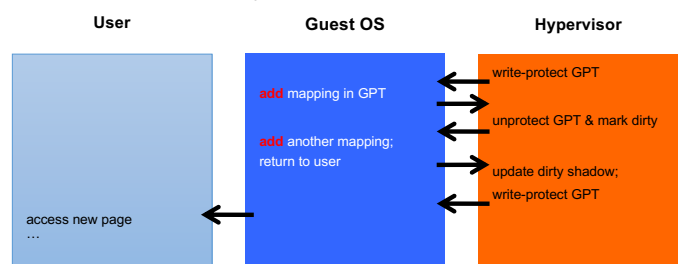 User
Guest OS
Hypervisor
write-protect GPT
add mapping in GPT
unprotect GPT & mark dirty
add another mapping;
return to user
update dirty shadow;
write-protect GPT
access new page
…